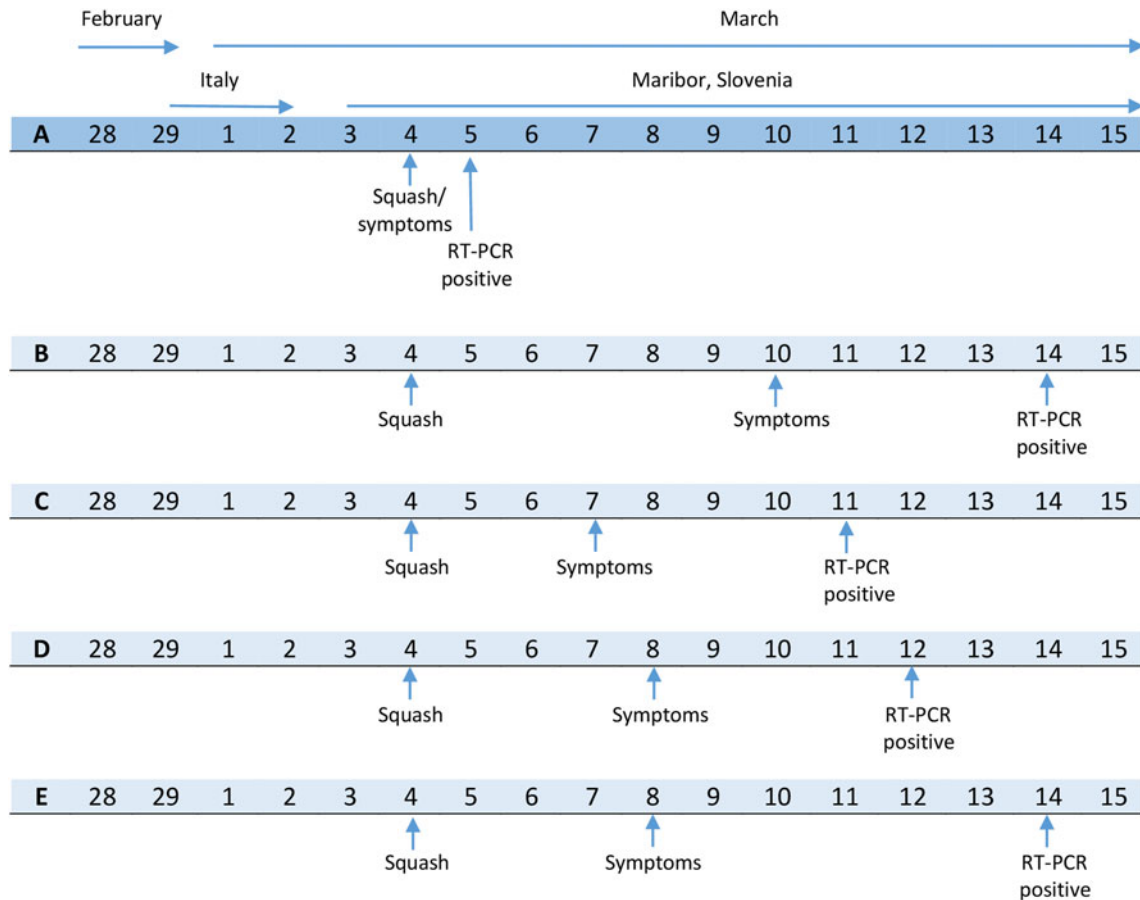 February
March
Italy
Maribor, Slovenia
A 28 29 1 2 3 4 5 6 7 8 9 10 11 12 13 14 15
Squash/
symptoms
RT-PCR
positive
B 28 29 1 2 3 4 5 6 7 8 9 10 11 12 13 14 15
Squash
Symptoms
RT-PCR
positive
C 28 29 1 2 3 4 5 6 7 8 9 10 11 12 13 14 15
Squash
Symptoms
RT-PCR
positive
D 28 29 1 2 3 4 5 6 7 8 9 10 11 12 13 14 15
Squash
Symptoms
RT-PCR
positive
E 28 29 1 2 3 4 5 6 7 8 9 10 11 12 13 14 15
Squash
Symptoms
RT-PCR
positive